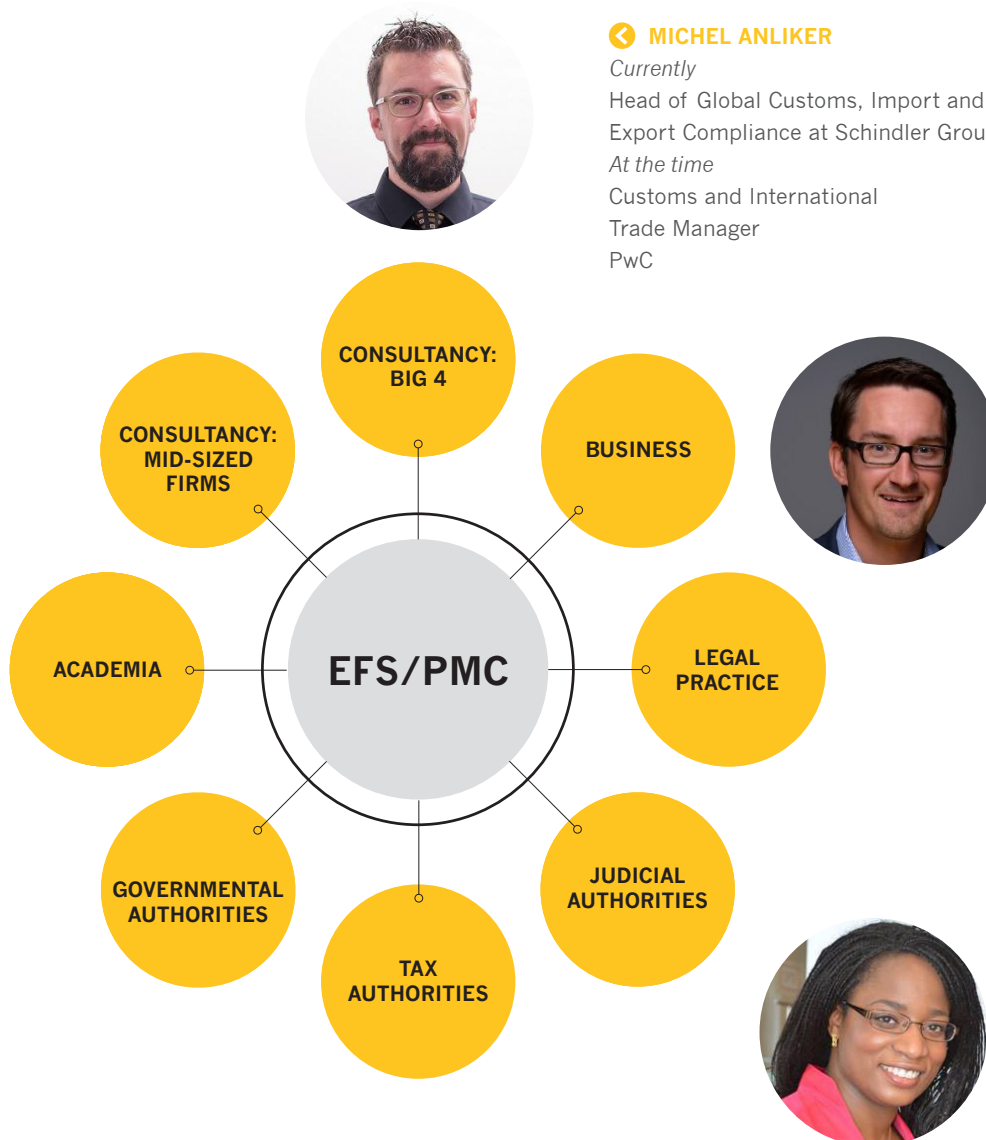 MICHEL ANLIKER
Currently
Head of Global Customs, Import and
Export Compliance at Schindler Grou
At the time
Customs and International
Trade Manager
PwC
CONSULTANCY:
BIG 4
CONSULTANCY:
MID-SIZED
FIRMS
BUSINESS
ACADEMIA
EFS/PMC
LEGAL
PRACTICE
GOVERNMENTAL
AUTHORITIES
JUDICIAL
AUTHORITIES
TAX
AUTHORITIES